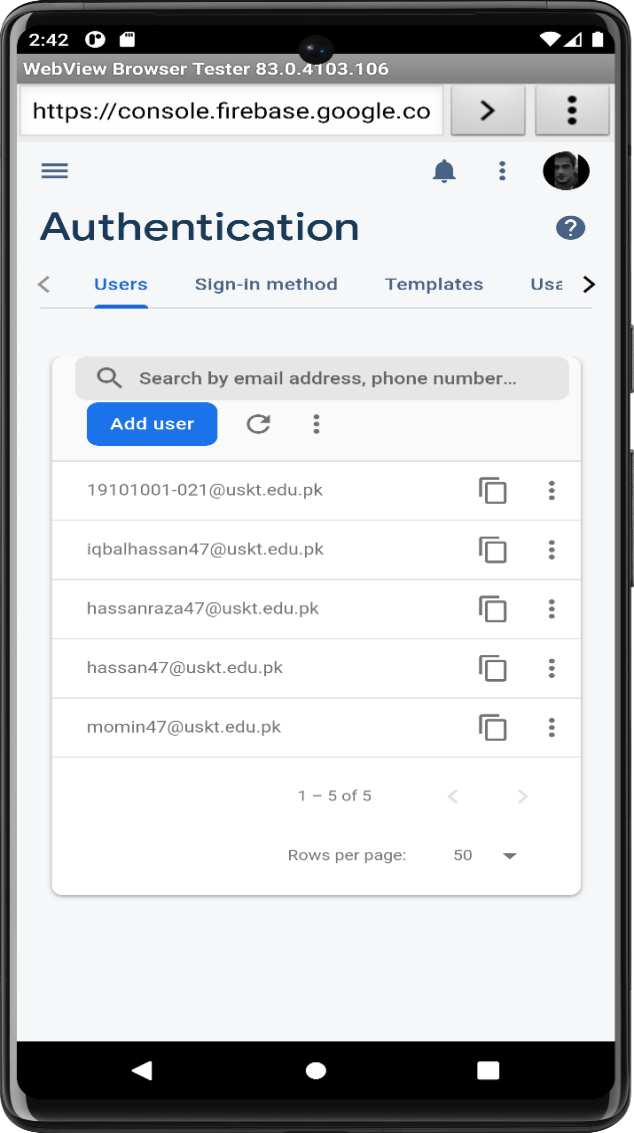 2:42
WebView Browser Tester 83.0.4103.106
https://console.firebase.google.co
Authentication
Users Sign-in method Templates Usa
Search by email address, phone number...
Add user
19101001-021@uskt.edu.pk
iqbalhassan47@uskt.edu.pk
hassanraza47@uskt.edu.pk
hassan47@uskt.edu.pk
momin47@uskt.edu.pk
1 – 5 of 5
Rows per page: 50